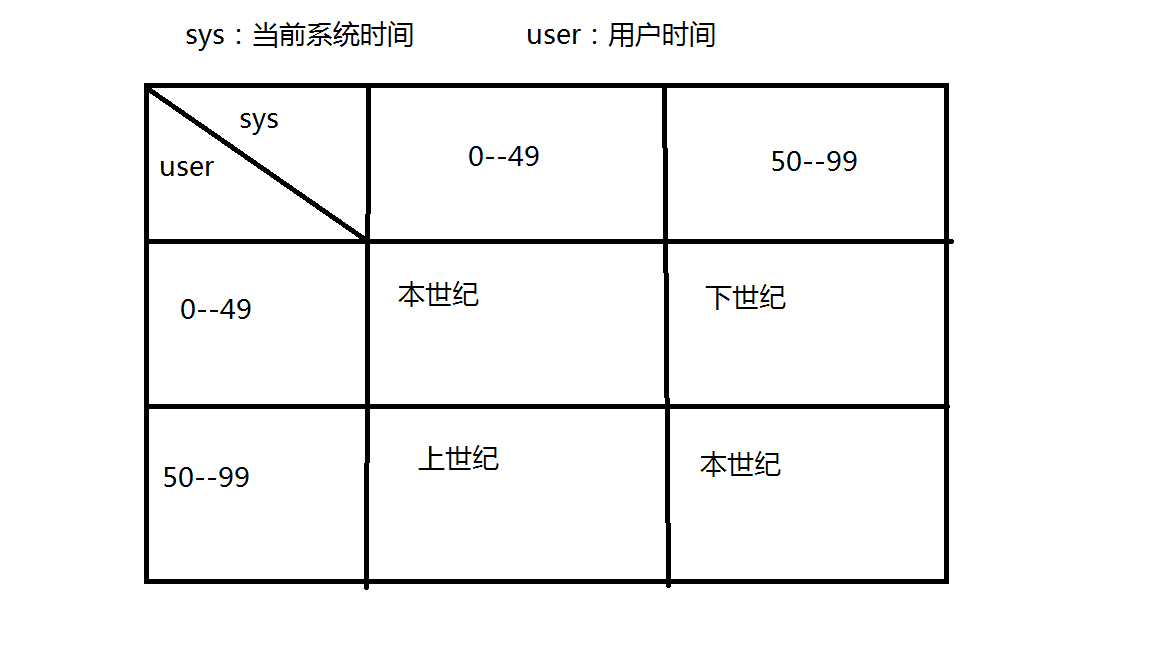 sys：当前系统时间 user：用户时间
sys
user
0--49 50--99
0--49 本世纪 下世纪
50--99 上世纪 本世纪